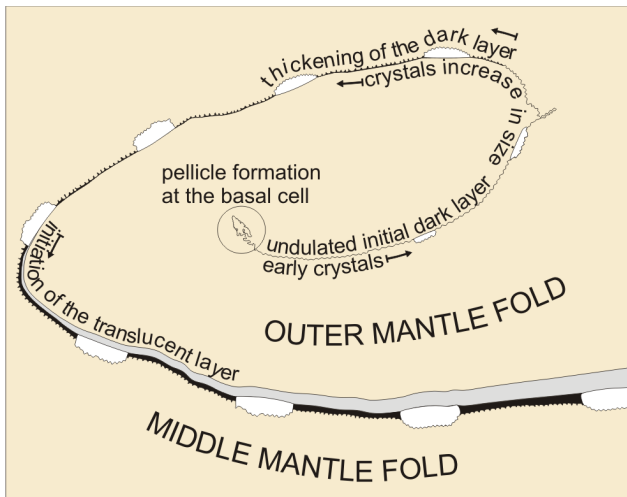 thickening of the dark layer
crystals increase in size
pellicle formation
at the basal cell
undulated initial dark layer
early crystals
initiation of the translucent layer
OUTER MANTLE FOLD
MIDDLE MANTLE FOLD